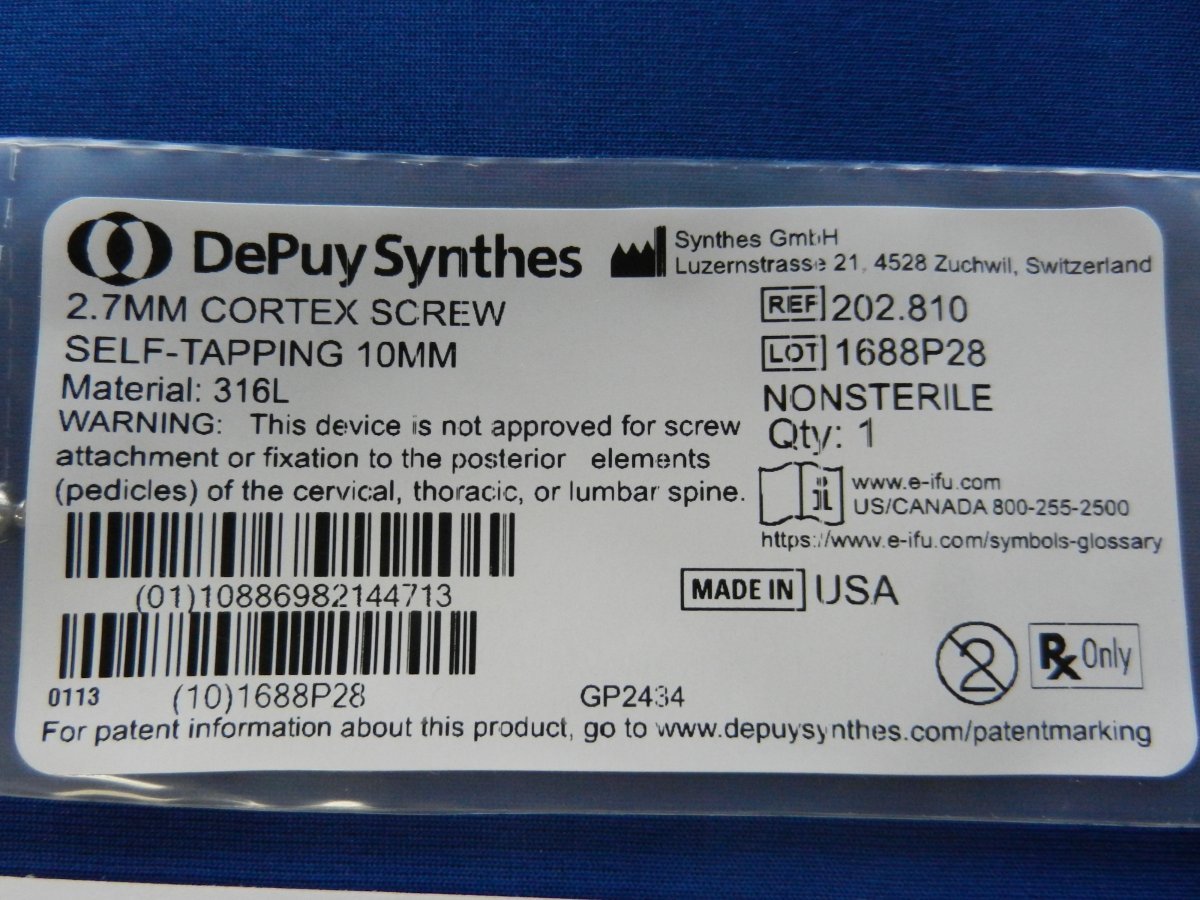 DePuy Synthes
Synthes GmbH
Luzernstrasse 21, 4528 Zuchwil, Switzerland
2.7MM CORTEX SCREW
SELF-TAPPING 10MM
Material: 316L
WARNING: This device is not approved for screw
attachment or fixation to the posterior elements
(pedicles) of the cervical, thoracic, or lumbar spine.
REF 202.810
LOT 1688P28
NONSTERILE
Qty: 1
www.e-ifu.com
US/CANADA 800-255-2500
https://www.e-ifu.com/symbols-glossary
(01)10886982144713
MADE IN USA
2
Rx Only
0113 (10)1688P28 GP2434
For patent information about this product, go to www.depuysynthes.com/patentmarking